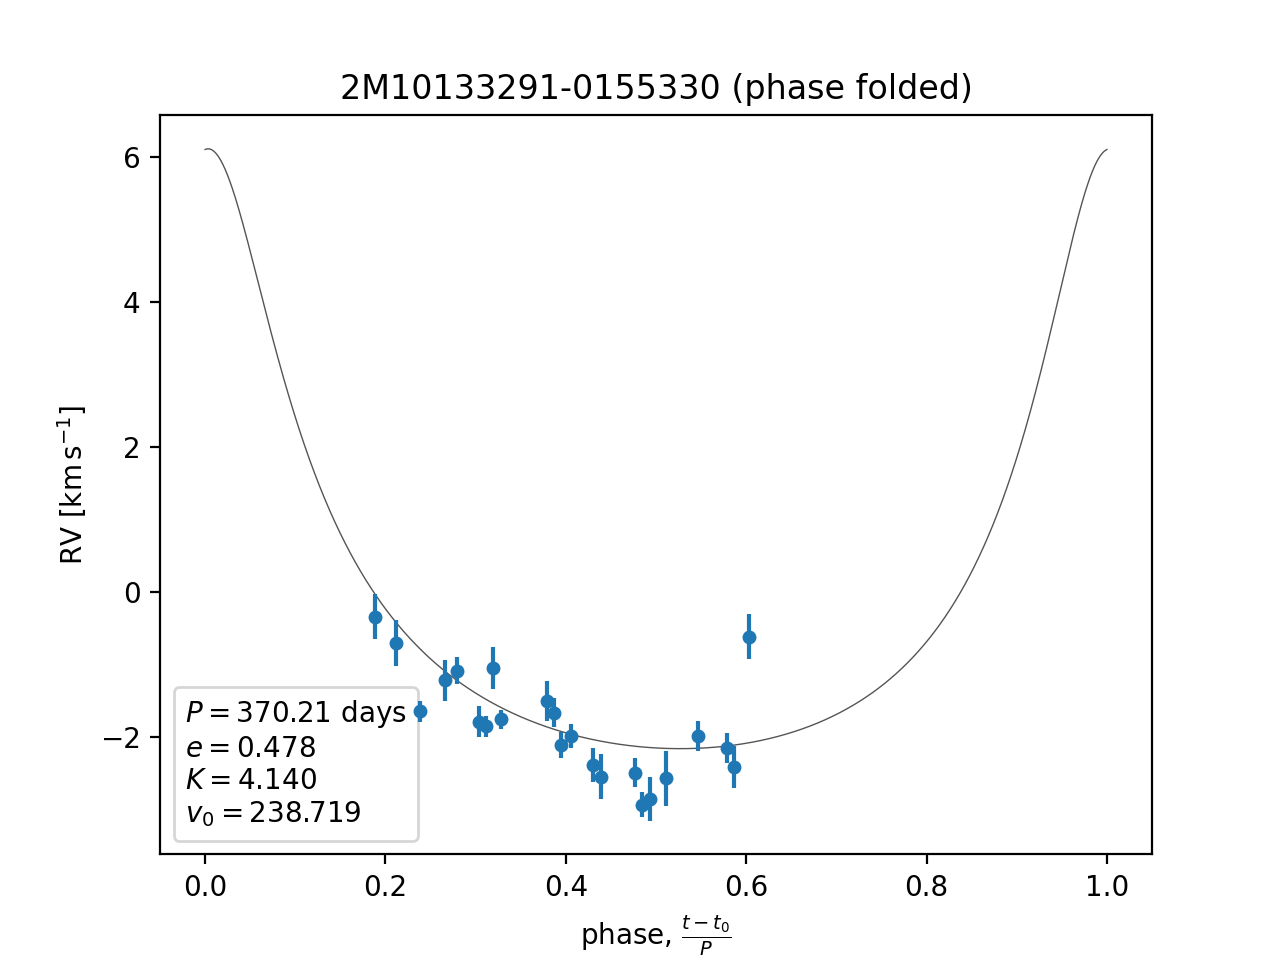 2M10133291-0155330 (phase folded)
6
4
2
0
−2
RV [km s⁻¹]
P = 370.21 days
e = 0.478
K = 4.140
v₀ = 238.719
0.0 0.2 0.4 0.6 0.8 1.0
phase, (t − t₀)/P